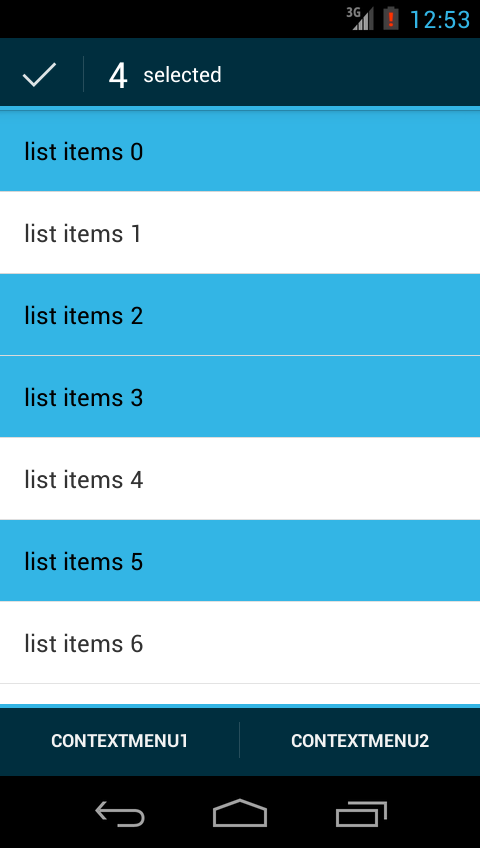 3G 12:53
4 selected
list items 0
list items 1
list items 2
list items 3
list items 4
list items 5
list items 6
CONTEXTMENU1 CONTEXTMENU2